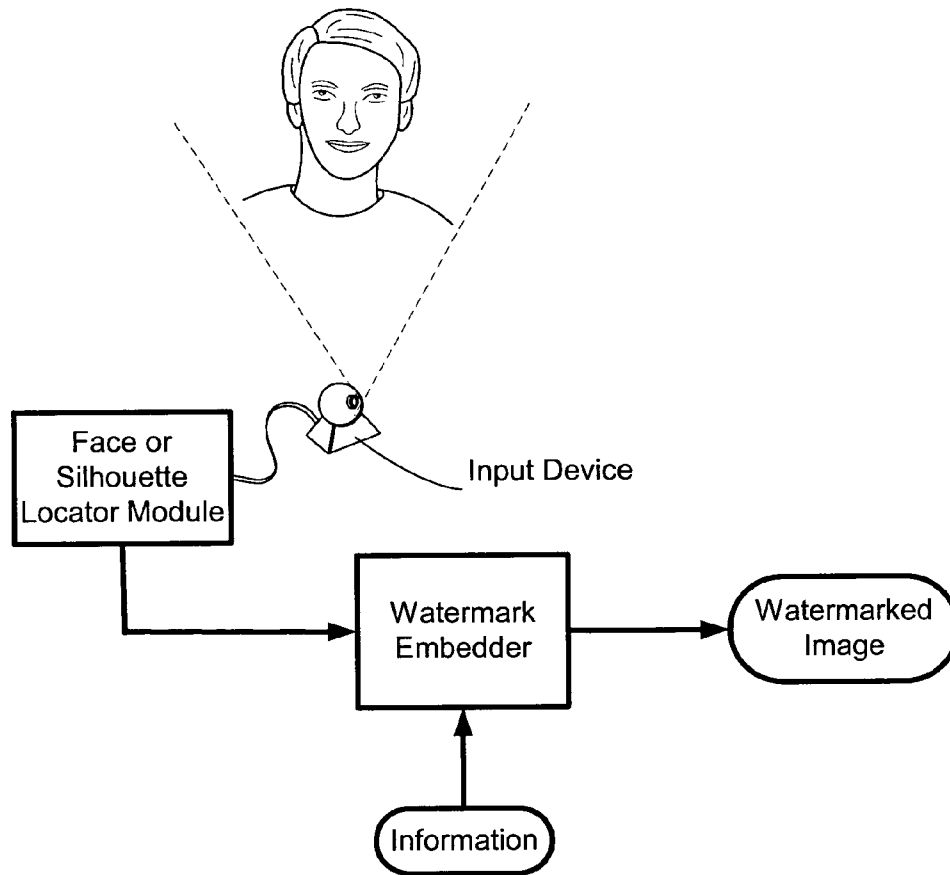 Face or
Silhouette
Locator Module
Input Device
Watermark
Embedder
Watermarked
Image
Information